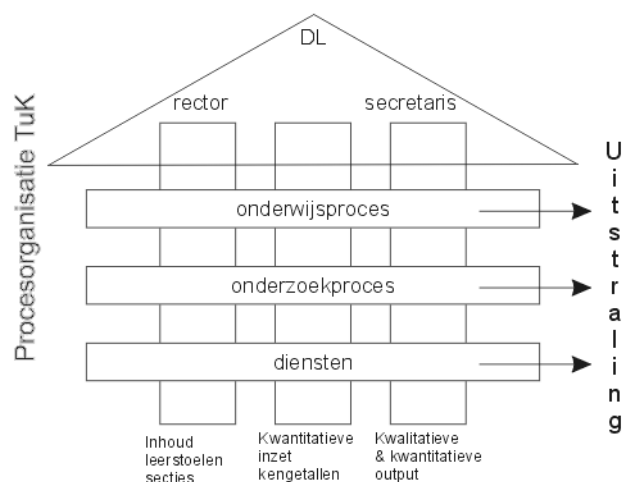 DL
rector
secretaris
Procesorganisatie TuK
onderwijsproces
onderzoekproces
diensten
Uitstraling
Inhoud
leerstoelen
secties
Kwantitatieve
inzet
kengetallen
Kwalitatieve
& kwantitatieve
output